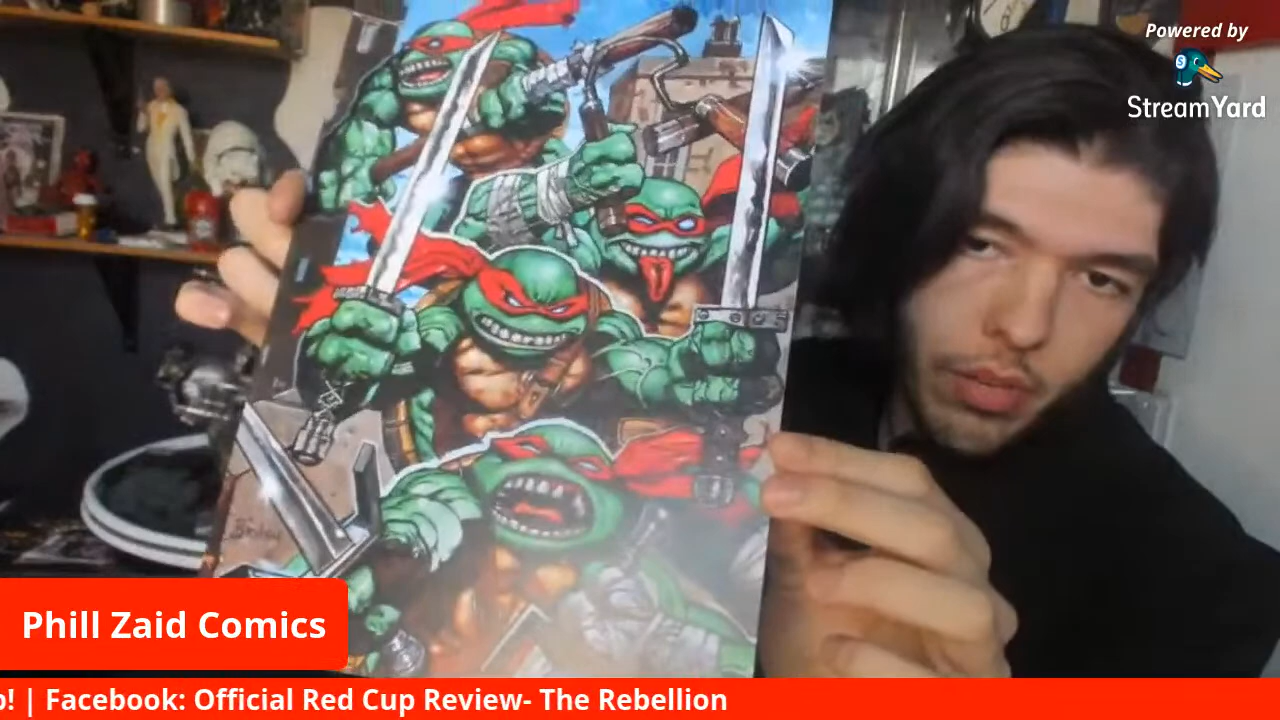 Powered by
StreamYard
Phill Zaid Comics
p! | Facebook: Official Red Cup Review- The Rebellion